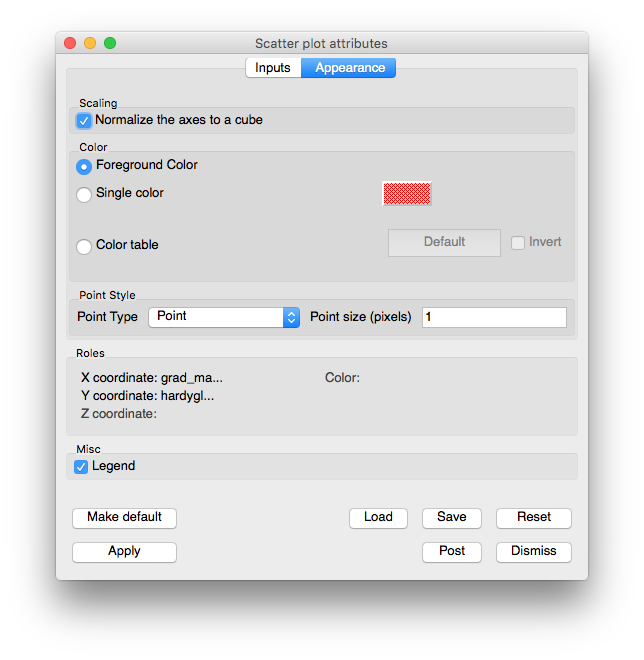 Scatter plot attributes
Inputs Appearance
Scaling
Normalize the axes to a cube
Color
Foreground Color
Single color
Color table Default Invert
Point Style
Point Type Point Point size (pixels) 1
Roles
X coordinate: grad_ma... Color:
Y coordinate: hardygl...
Z coordinate:
Misc
Legend
Make default Load Save Reset
Apply Post Dismiss